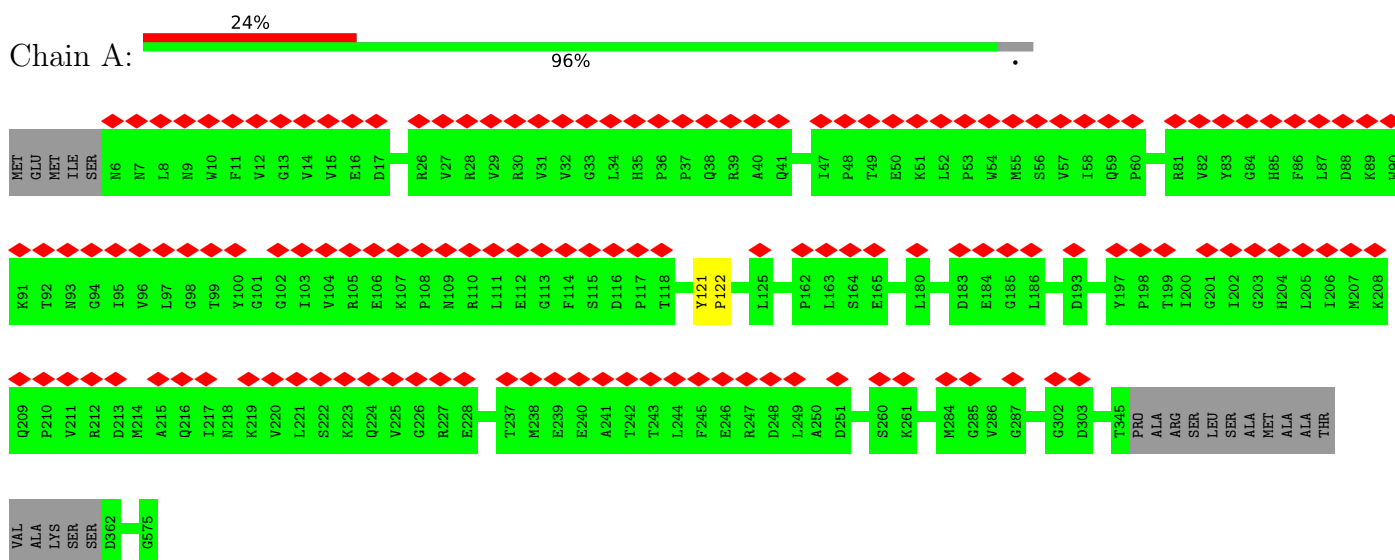 24%
Chain A:
96%
.
MET GLU MET ILE SER N6 N7 L8 N9 W10 F11 V12 G13 V14 V15 E16 D17 R26 V27 R28 V29 R30 V31 V32 G33 L34 H35 P36 P37 Q38 R39 A40 Q41 I47 P48 T49 E50 K51 L52 P53 W54 M55 S56 V57 I58 Q59 P60 R81 V82 Y83 G84 H85 F86 L87 D88 K89 W90
K91 T92 N93 G94 I95 V96 L97 G98 T99 Y100 G101 G102 I103 V104 R105 E106 K107 P108 N109 R110 L111 E112 G113 F114 S115 D116 P117 T118 Y121 P122 L125 P162 L163 S164 E165 L180 D183 E184 G185 L186 D193 Y197 P198 T199 I200 G201 I202 G203 H204 L205 I206 M207 K208
Q209 P210 V211 R212 D213 M214 A215 Q216 I217 N218 K219 V220 L221 S222 K223 Q224 V225 G226 R227 E228 T237 M238 E239 E240 A241 T242 T243 L244 F245 E246 R247 D248 L249 A250 D251 S260 K261 M284 G285 V286 G287 G302 D303 T345 PRO ALA ARG SER LEU SER ALA MET ALA ALA THR
VAL ALA LYS SER SER D362 G575